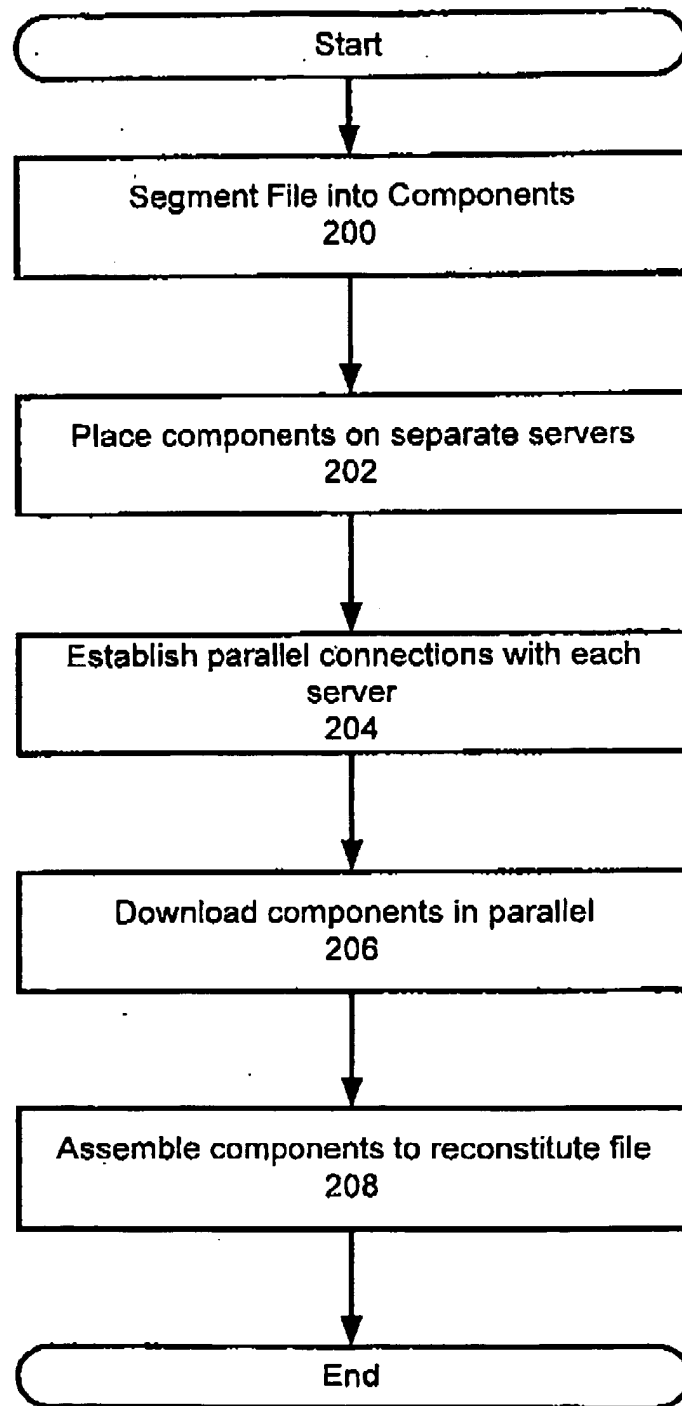 Start
Segment File into Components
200
Place components on separate servers
202
Establish parallel connections with each
server
204
Download components in parallel
206
Assemble components to reconstitute file
208
End